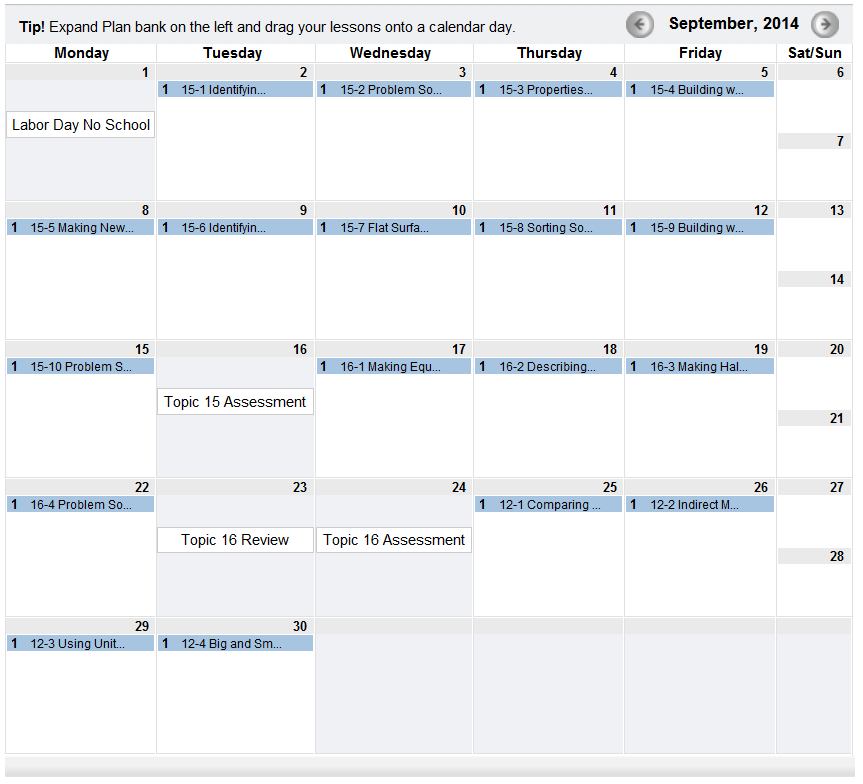 Tip! Expand Plan bank on the left and drag your lessons onto a calendar day.
September, 2014
Monday Tuesday Wednesday Thursday Friday Sat/Sun
1 2 3 4 5 6
1 15-1 Identifyin... 1 15-2 Problem So... 1 15-3 Properties... 1 15-4 Building w...
Labor Day No School
7
8 9 10 11 12 13
1 15-5 Making New... 1 15-6 Identifyin... 1 15-7 Flat Surfa... 1 15-8 Sorting So... 1 15-9 Building w...
14
15 16 17 18 19 20
1 15-10 Problem S... 1 16-1 Making Equ... 1 16-2 Describing... 1 16-3 Making Hal...
Topic 15 Assessment
21
22 23 24 25 26 27
1 16-4 Problem So... 1 12-1 Comparing ... 1 12-2 Indirect M...
Topic 16 Review Topic 16 Assessment
28
29 30
1 12-3 Using Unit... 1 12-4 Big and Sm...